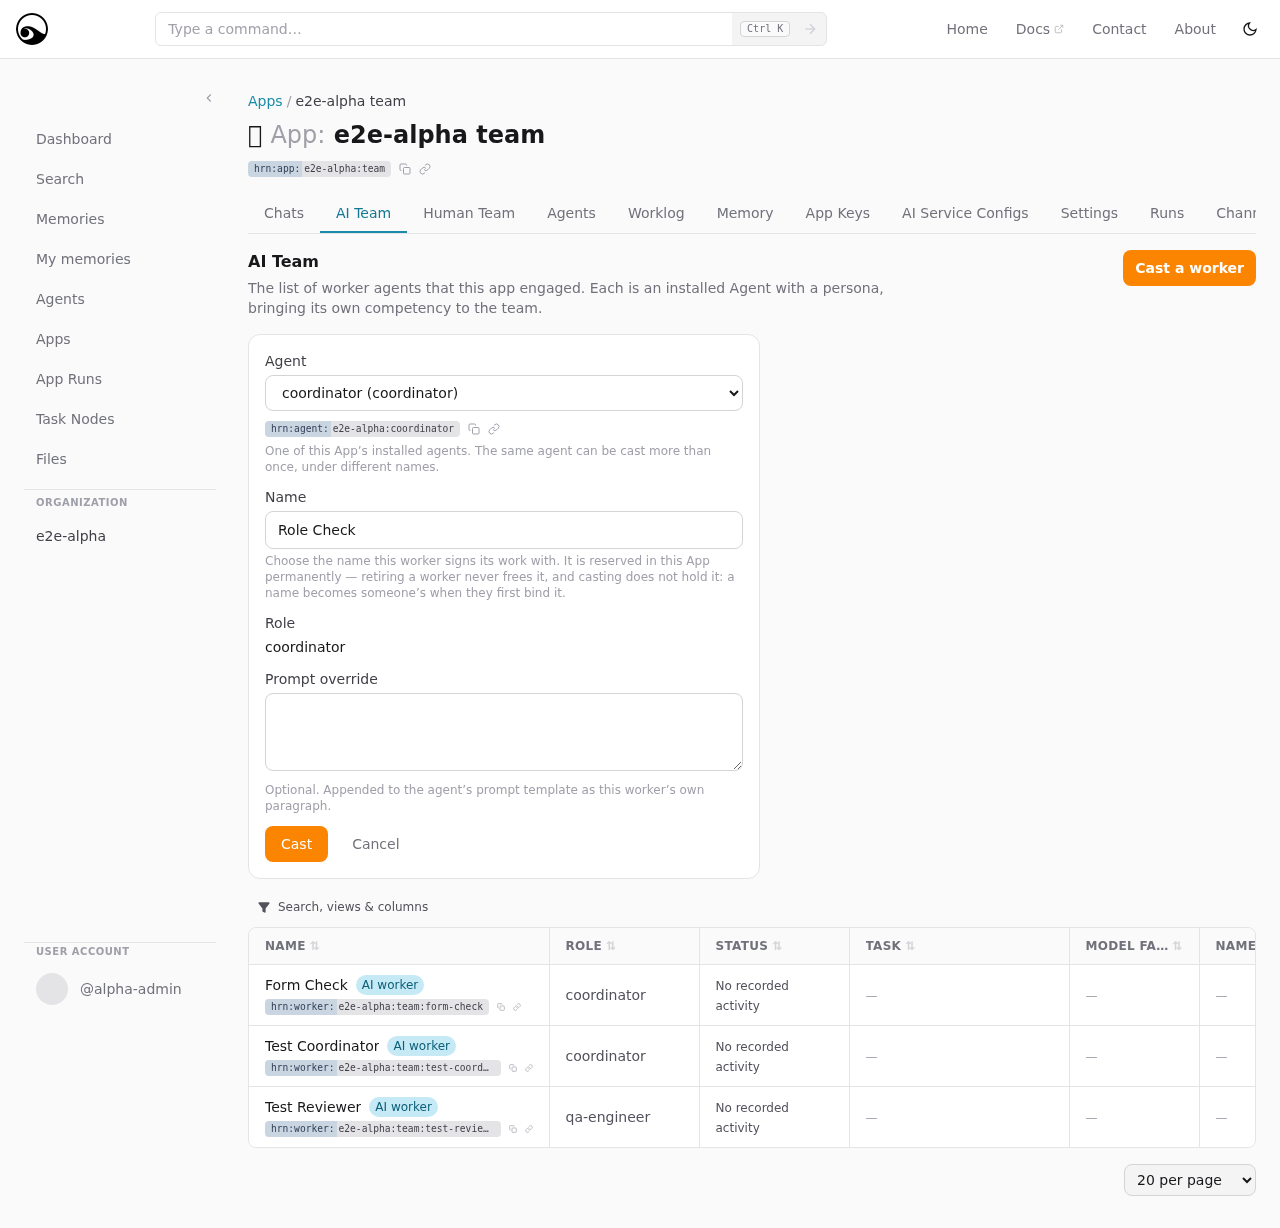 Type a command...
Ctrl K
Home
Docs
Contact
About
Dashboard
Search
Memories
My memories
Agents
Apps
App Runs
Task Nodes
Files
ORGANIZATION
e2e-alpha
USER ACCOUNT
@alpha-admin
Apps / e2e-alpha team
App: e2e-alpha team
hrn:app: e2e-alpha:team
Chats
AI Team
Human Team
Agents
Worklog
Memory
App Keys
AI Service Configs
Settings
Runs
Chann
AI Team
Cast a worker
The list of worker agents that this app engaged. Each is an installed Agent with a persona,
bringing its own competency to the team.
Agent
coordinator (coordinator)
hrn:agent: e2e-alpha:coordinator
One of this App’s installed agents. The same agent can be cast more than
once, under different names.
Name
Role Check
Choose the name this worker signs its work with. It is reserved in this App
permanently — retiring a worker never frees it, and casting does not hold it: a
name becomes someone’s when they first bind it.
Role
coordinator
Prompt override
Optional. Appended to the agent’s prompt template as this worker’s own
paragraph.
Cast
Cancel
Search, views & columns
NAME ROLE STATUS TASK MODEL FA… NAME
Form Check AI worker
hrn:worker: e2e-alpha:team:form-check
coordinator
No recorded
activity
—
—
—
Test Coordinator AI worker
hrn:worker: e2e-alpha:team:test-coord…
coordinator
No recorded
activity
—
—
—
Test Reviewer AI worker
hrn:worker: e2e-alpha:team:test-revie…
qa-engineer
No recorded
activity
—
—
—
20 per page